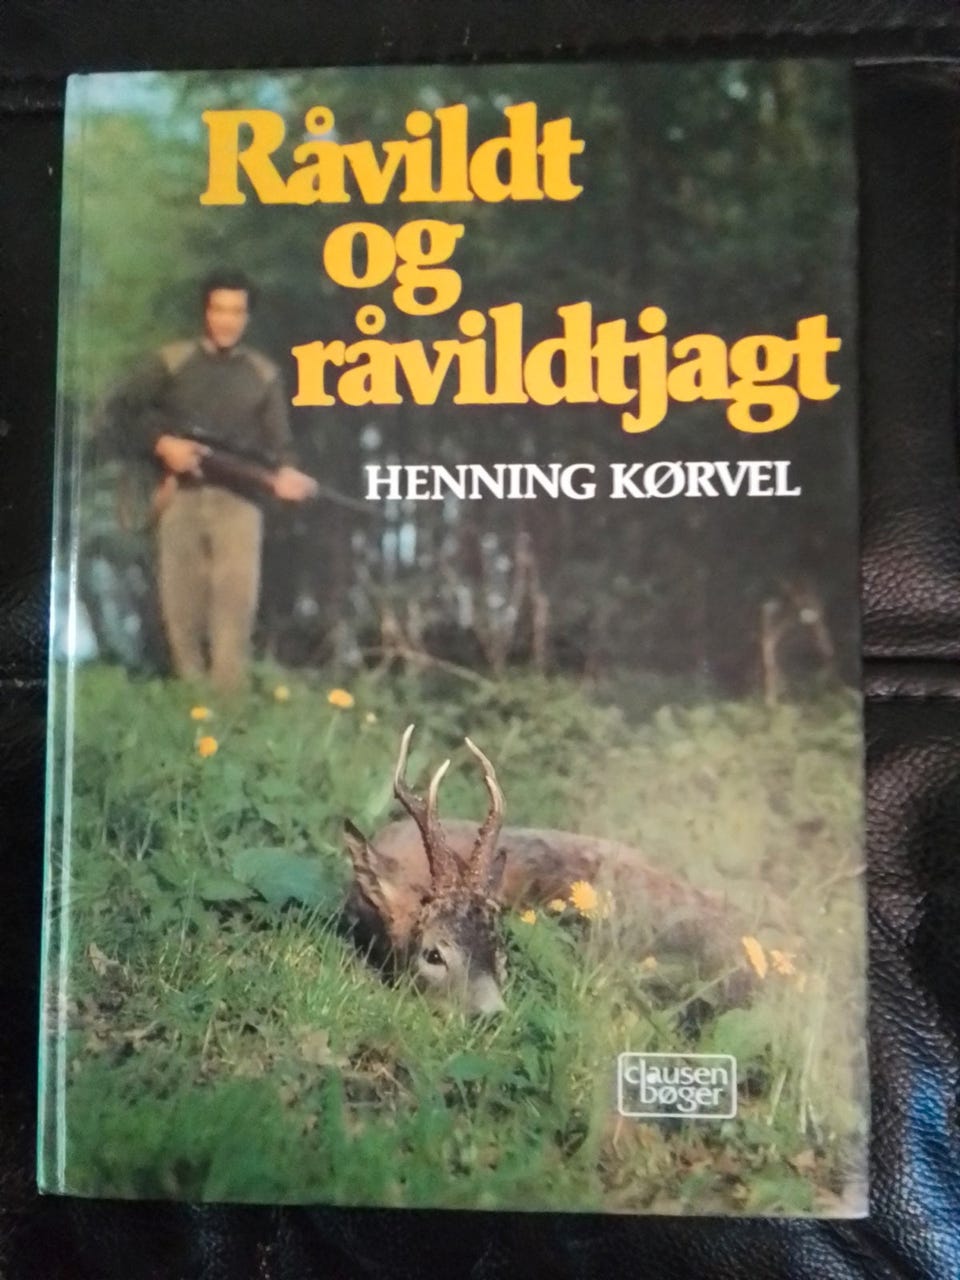 Råvildt
og
råvildtjagt
HENNING KØRVEL
clausen
bøger